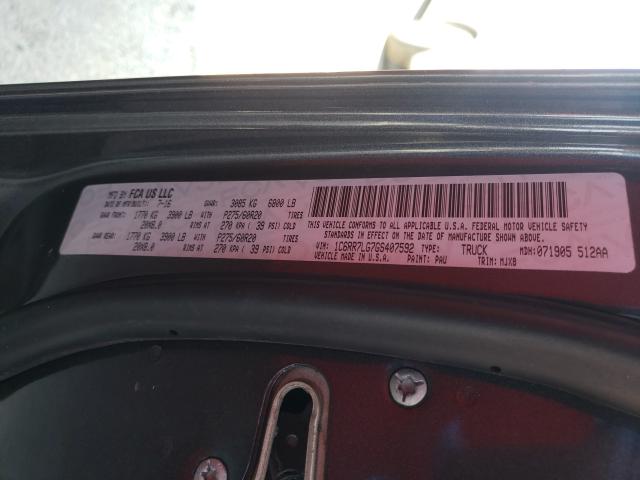 MFD BY FCA US LLC
DATE OF MFR 7-16 GVWR: 3085 KG 6800 LB
GAWR FRONT: 1770 KG 3900 LB WITH P275/60R20 TIRES
20X8.0 RIMS AT 270 KPA ( 39 PSI) COLD
GAWR REAR: 1770 KG 3900 LB WITH P275/60R20 TIRES
20X8.0 RIMS AT 270 KPA ( 39 PSI) COLD
THIS VEHICLE CONFORMS TO ALL APPLICABLE U.S.A. FEDERAL MOTOR VEHICLE SAFETY
STANDARDS IN EFFECT ON THE DATE OF MANUFACTURE SHOWN ABOVE.
VIN: 1C6RR7LG7GS407592 TYPE: TRUCK MDH: 071905 512AA
VEHICLE MADE IN U.S.A. PAINT: PAU TRIM: MJXB